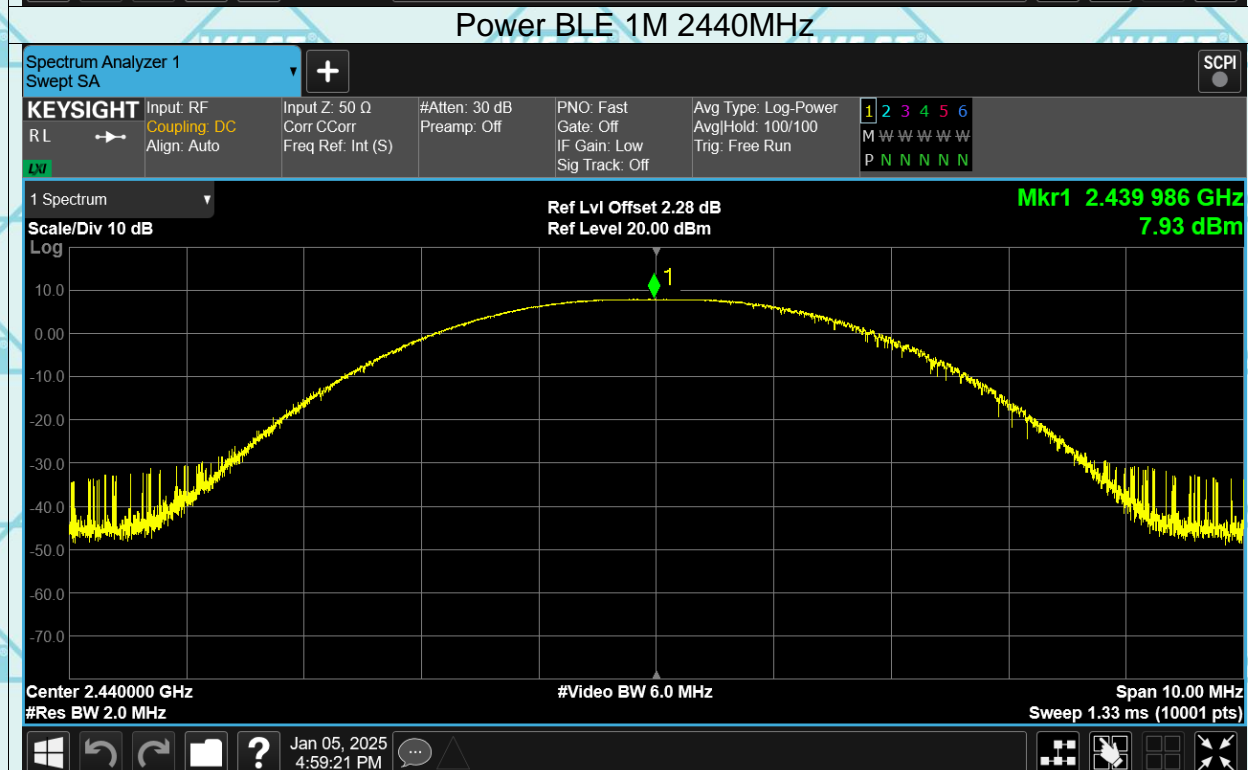 Power BLE 1M 2440MHz
Spectrum Analyzer 1
Swept SA
SCPI
KEYSIGHT
RL
LXI
Input: RF
Coupling: DC
Align: Auto
Input Z: 50 Ω
Corr CCorr
Freq Ref: Int (S)
#Atten: 30 dB
Preamp: Off
PNO: Fast
Gate: Off
IF Gain: Low
Sig Track: Off
Avg Type: Log-Power
Avg|Hold: 100/100
Trig: Free Run
1 2 3 4 5 6
M W W W W W
P N N N N N
1 Spectrum
Scale/Div 10 dB
Ref Lvl Offset 2.28 dB
Ref Level 20.00 dBm
Mkr1 2.439 986 GHz
7.93 dBm
Log
1
10.0
0.00
-10.0
-20.0
-30.0
-40.0
-50.0
-60.0
-70.0
Center 2.440000 GHz
#Res BW 2.0 MHz
#Video BW 6.0 MHz
Span 10.00 MHz
Sweep 1.33 ms (10001 pts)
?
Jan 05, 2025
4:59:21 PM